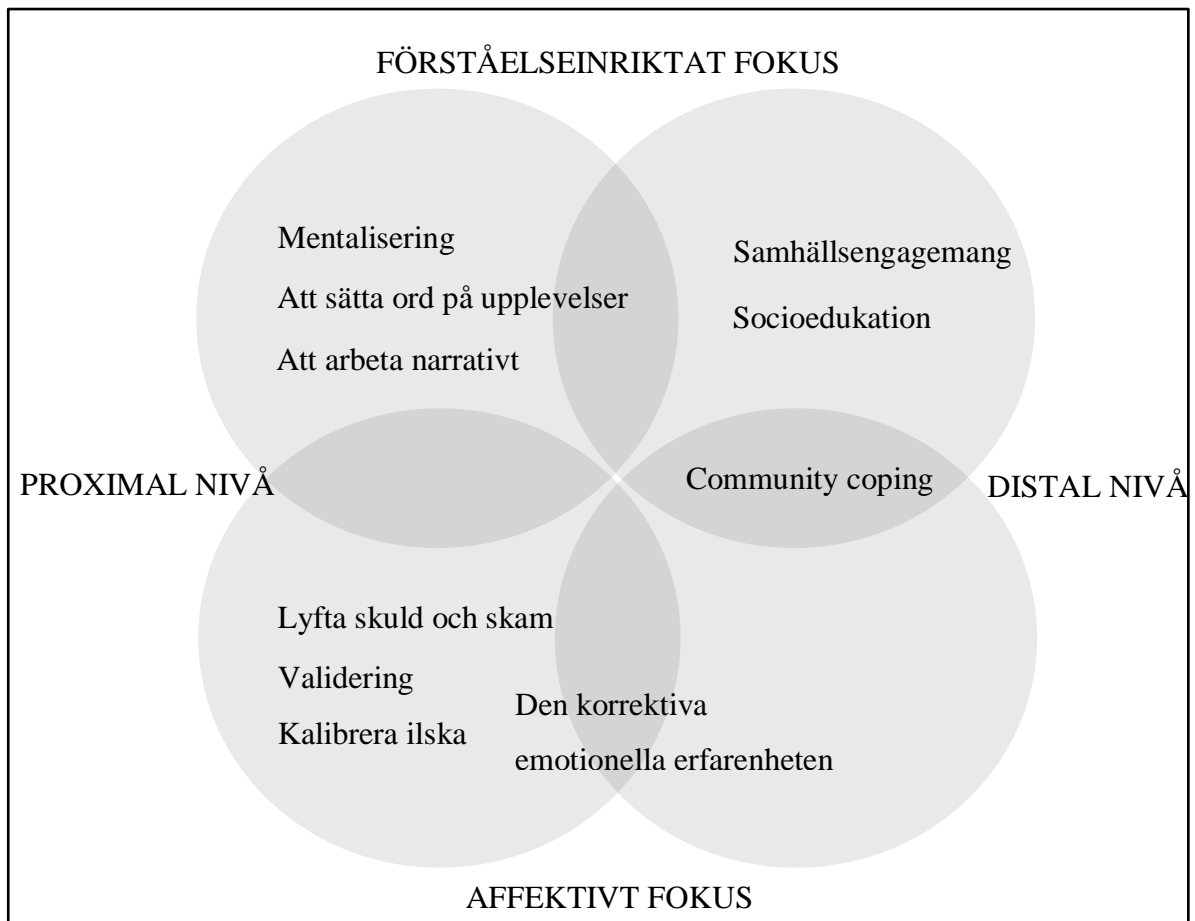 FÖRSTÅELSEINRIKTAT FOKUS
Mentalisering
Att sätta ord på upplevelser
Att arbeta narrativt
Samhällsengagemang
Socioedukation
PROXIMAL NIVÅ
Community coping
DISTAL NIVÅ
Lyfta skuld och skam
Validering
Kalibrera ilska
Den korrektiva
emotionella erfarenheten
AFFEKTIVT FOKUS